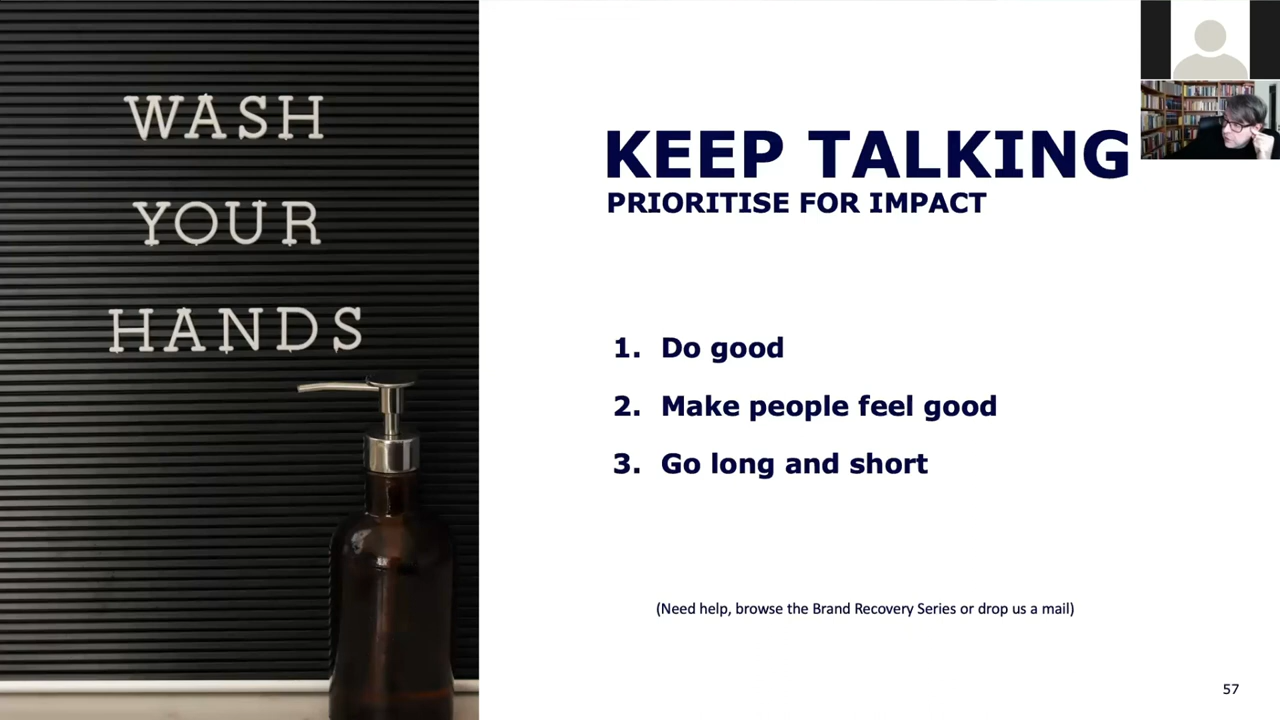 WASH
YOUR
HANDS
KEEP TALKING
PRIORITISE FOR IMPACT
1. Do good
2. Make people feel good
3. Go long and short
(Need help, browse the Brand Recovery Series or drop us a mail)
57